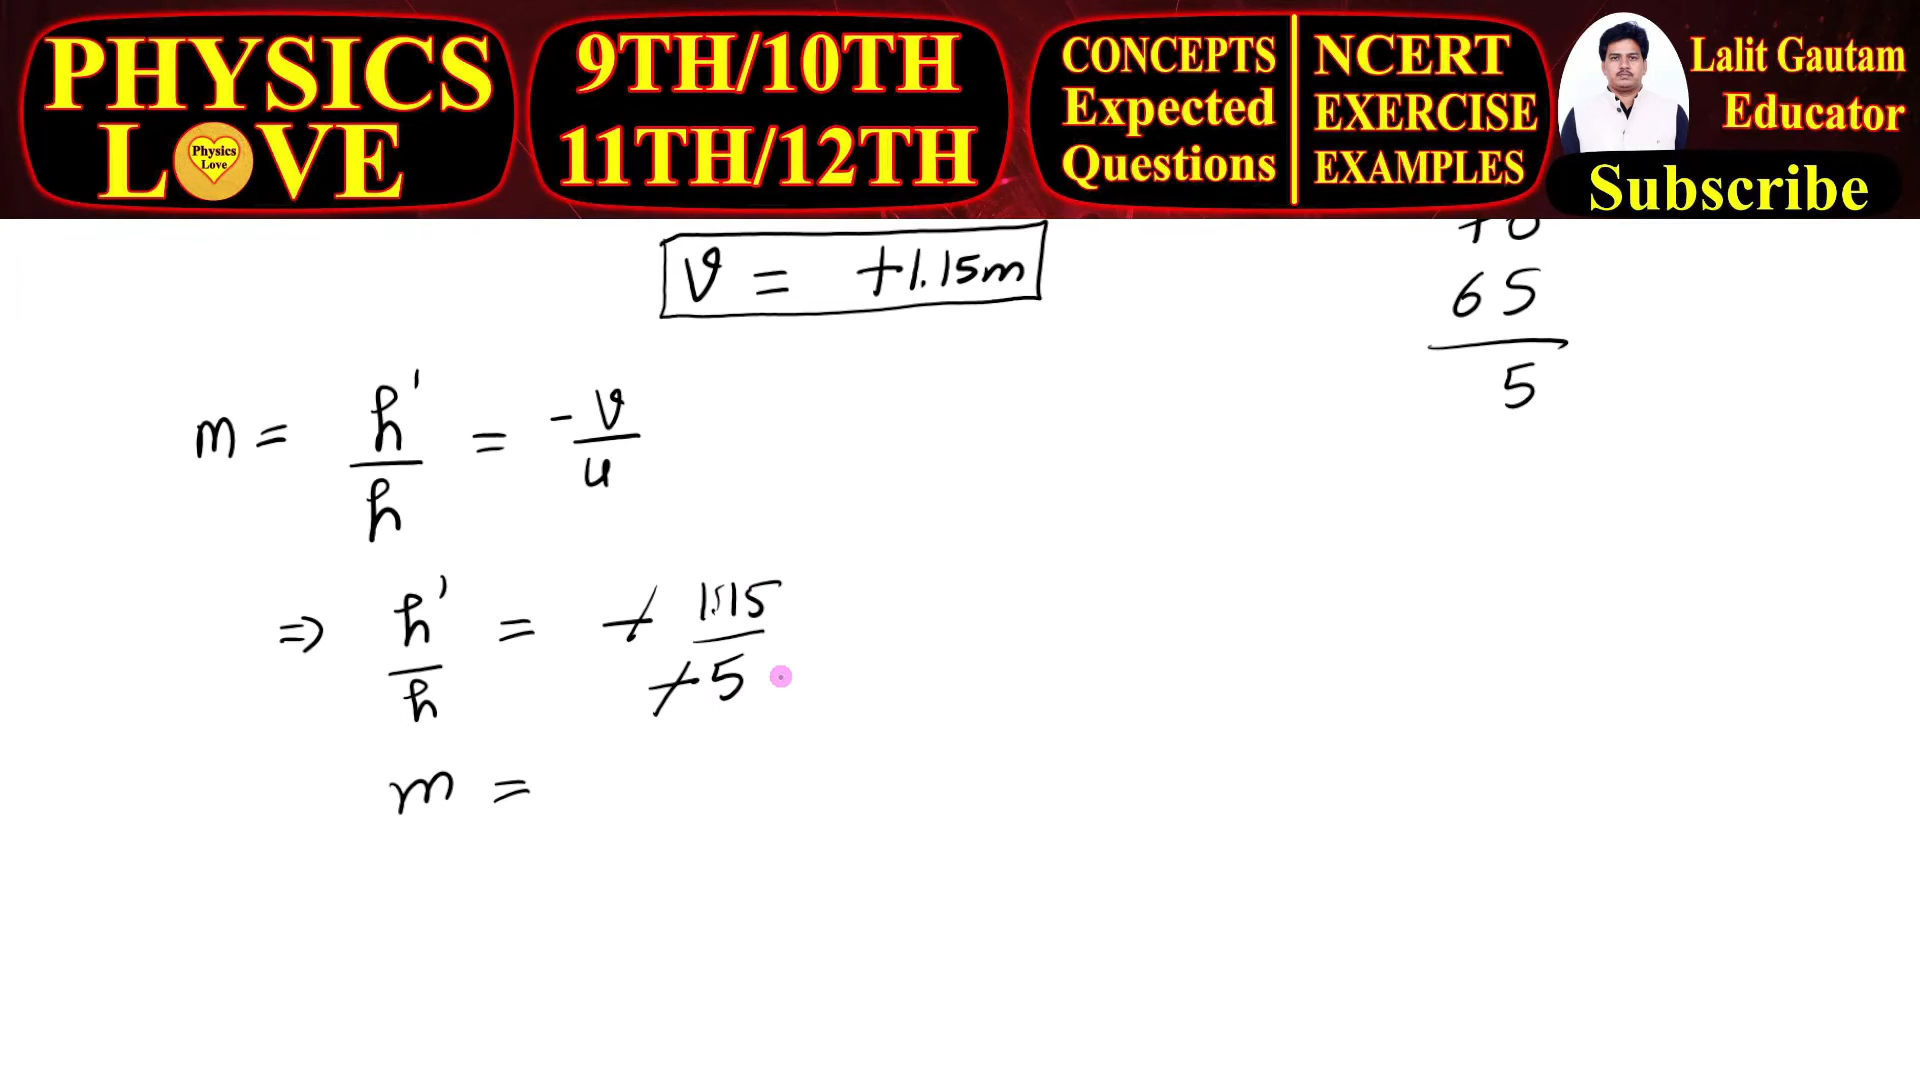 PHYSICS
LOVE
Physics
Love
9TH/10TH
11TH/12TH
CONCEPTS
Expected
Questions
NCERT
EXERCISE
EXAMPLES
Lalit Gautam
Educator
Subscribe
v = +1.15m
65
5
m = h'/h = -v/u
⇒ h'/h = - 1.15/-5
m =